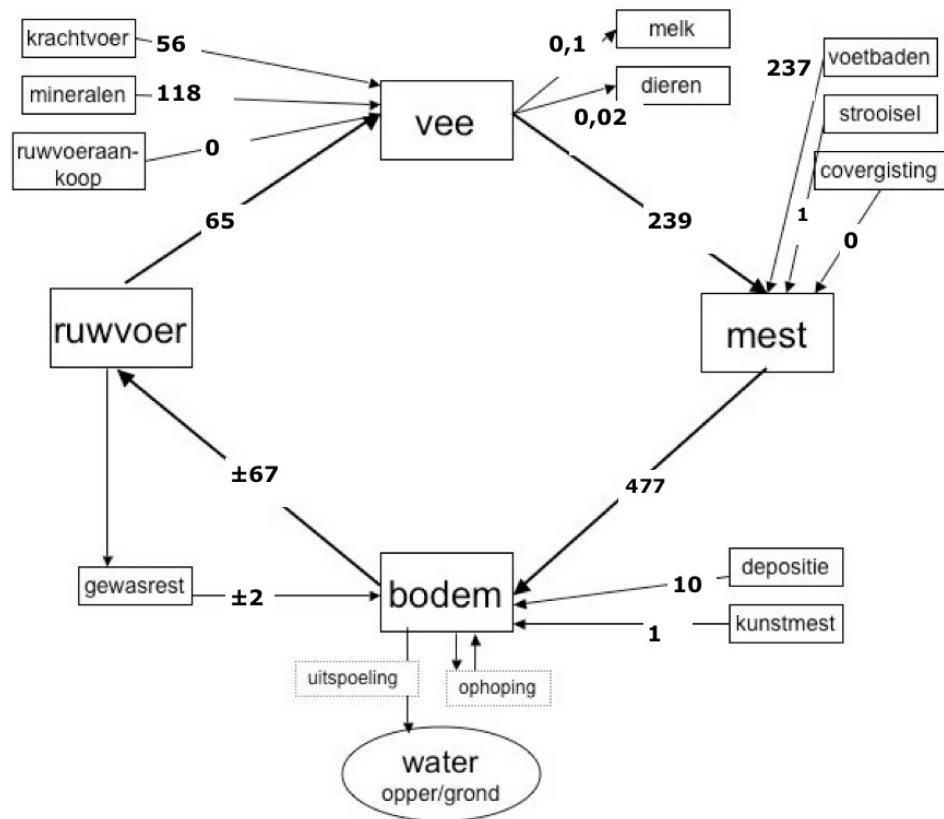 krachtvoer
56
mineralen
118
ruwvoeraan-
koop
0
vee
0,1
melk
dieren
0,02
237
voetbaden
strooisel
covergisting
1
0
65
239
ruwvoer
mest
±67
477
gewasrest
±2
bodem
10
depositie
1
kunstmest
uitspoeling
ophoping
water
opper/grond